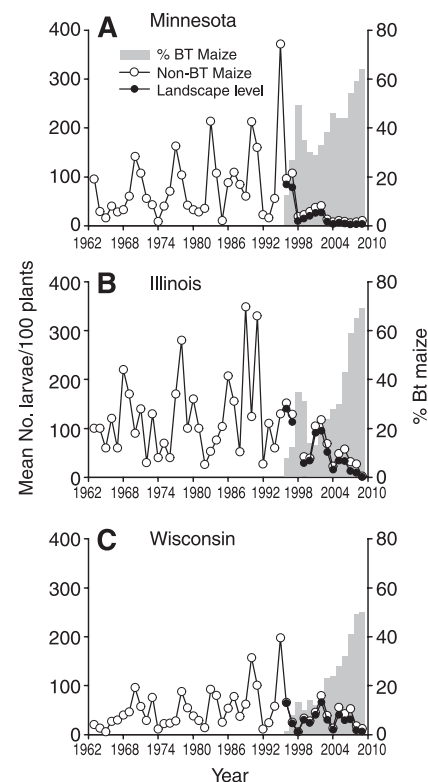 A Minnesota
400 80
% BT Maize
Non-BT Maize
Landscape level
300 60
200 40
100 20
0 0
1962 1968 1974 1980 1986 1992 1998 2004 2010
B Illinois
400 80
300 60
200 40
100 20
0 0
1962 1968 1974 1980 1986 1992 1998 2004 2010
Mean No. larvae/100 plants
% Bt maize
C Wisconsin
400 80
300 60
200 40
100 20
0 0
1962 1968 1974 1980 1986 1992 1998 2004 2010
Year